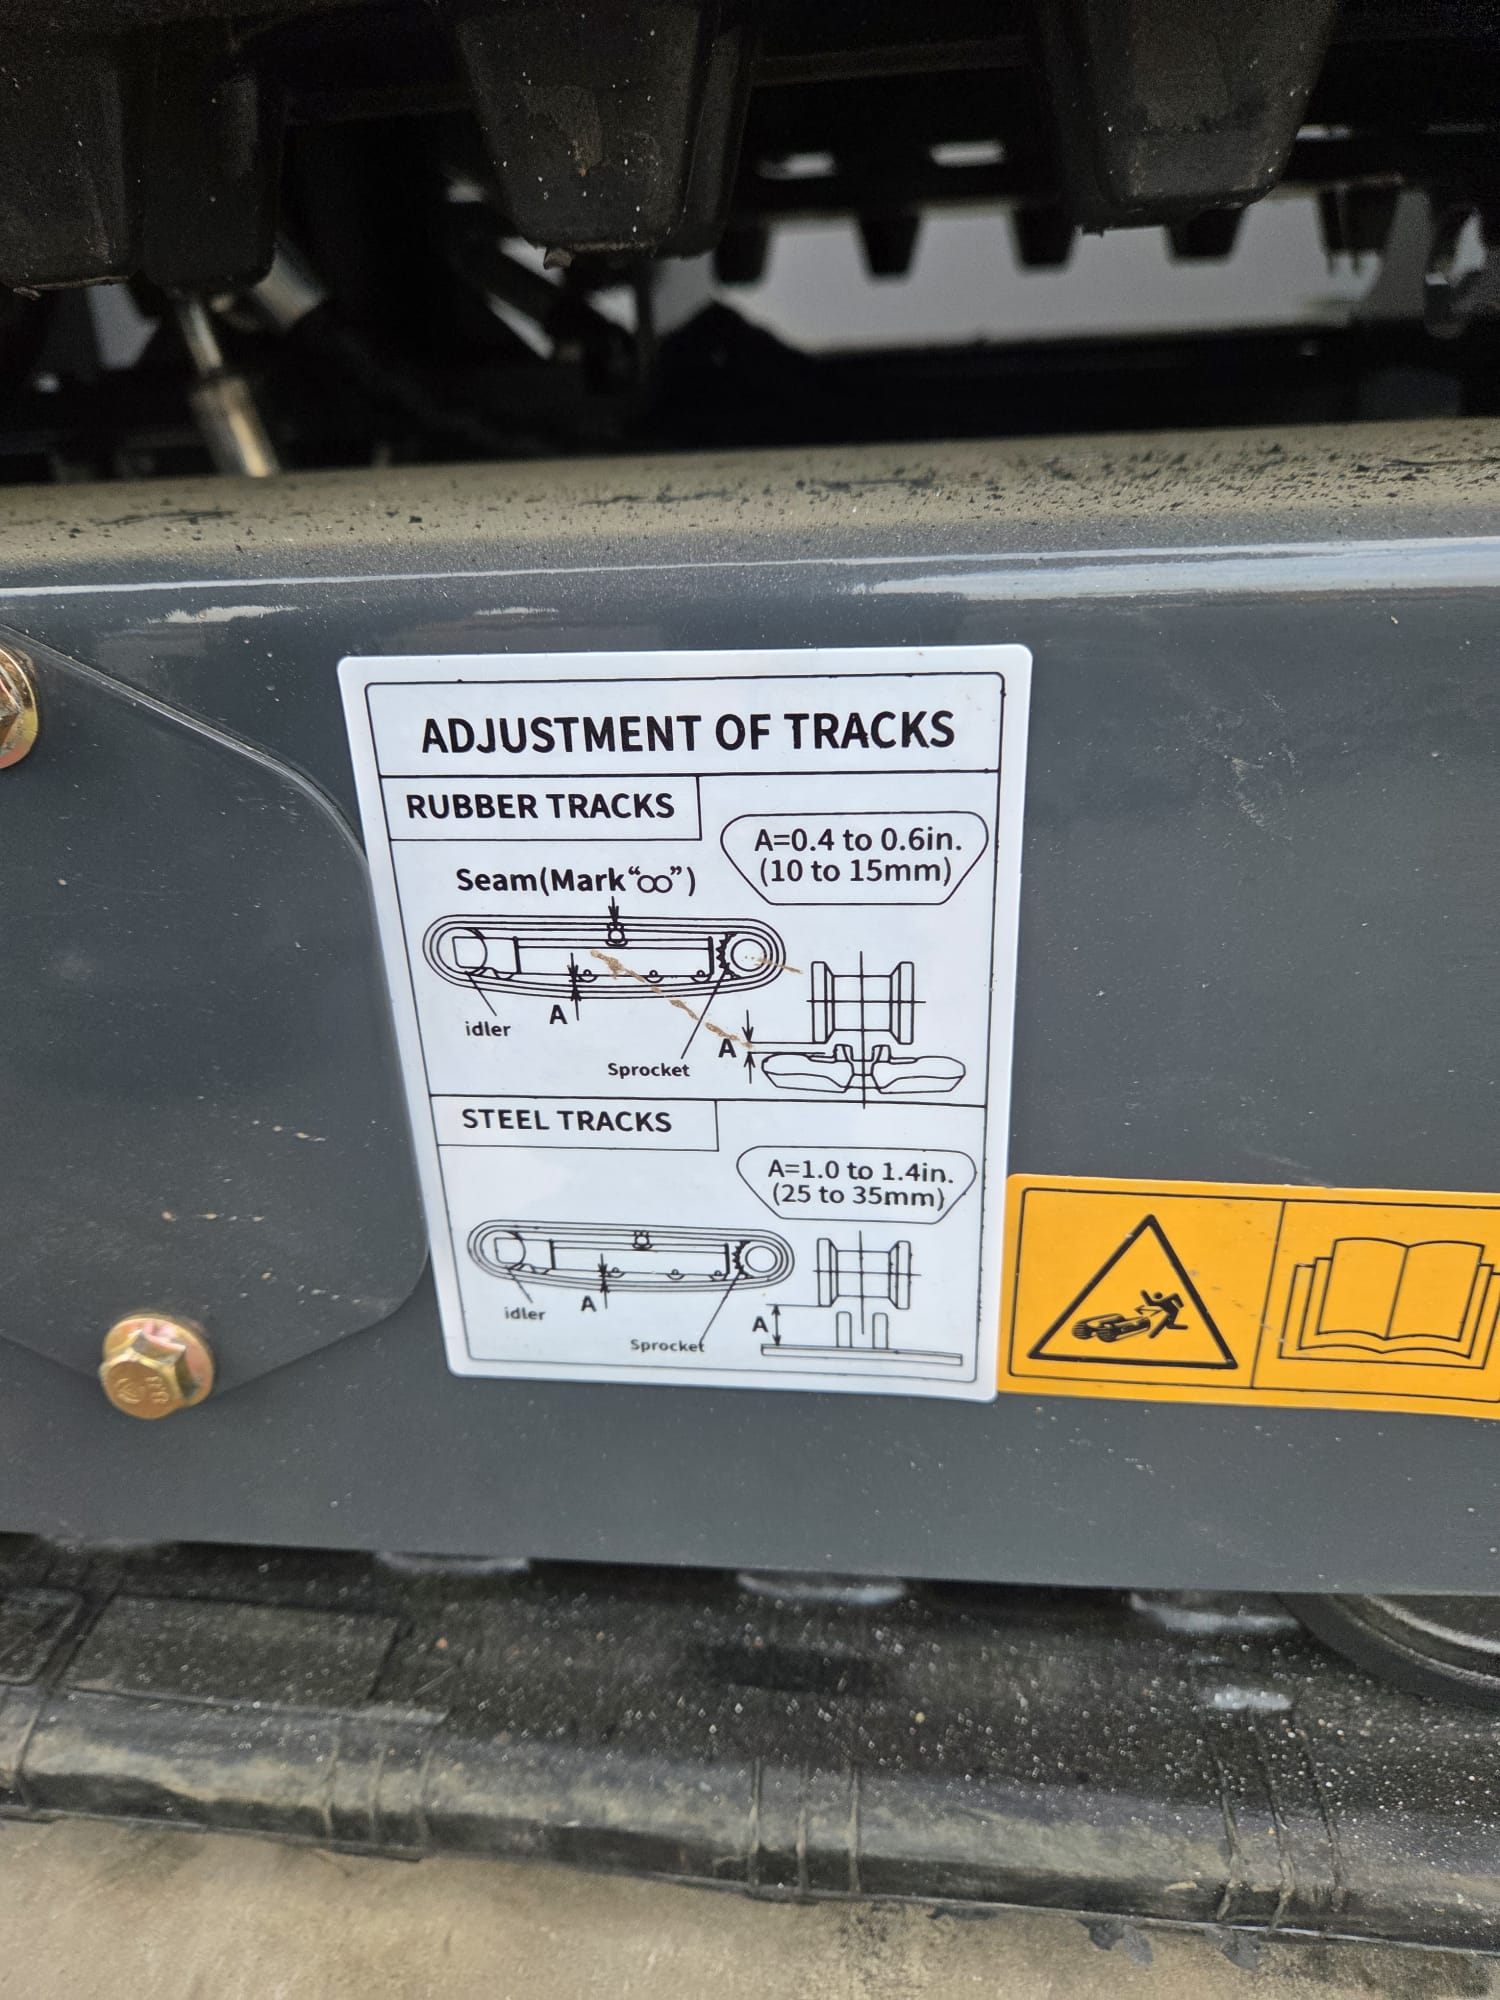 ADJUSTMENT OF TRACKS
RUBBER TRACKS
A=0.4 to 0.6in.
(10 to 15mm)
Seam(Mark“∞”)
idler
A
Sprocket
A
STEEL TRACKS
A=1.0 to 1.4in.
(25 to 35mm)
idler
A
Sprocket
A